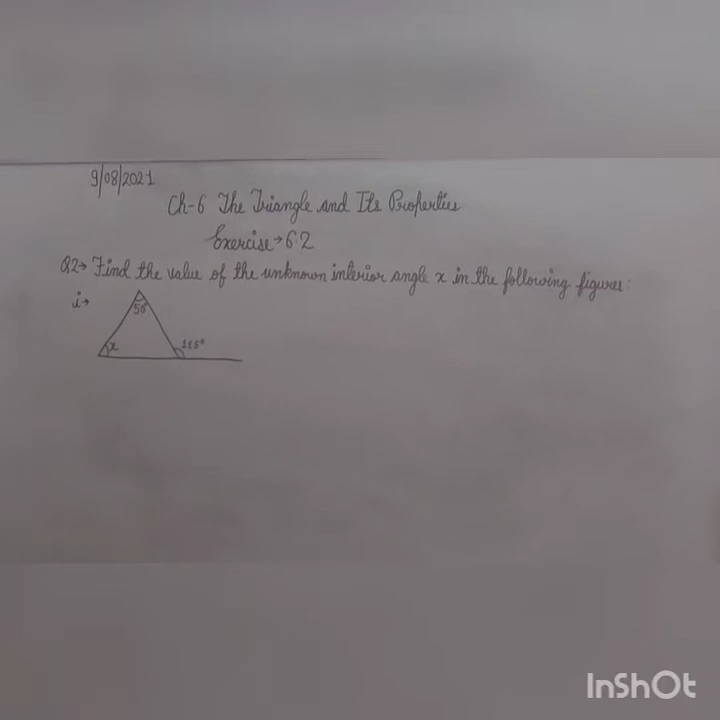 9/08/2021
Ch-6 The Triangle and Its Properties
Exercise→6.2
Q2→ Find the value of the unknown interior angle x in the following figures:
i→
50°
x
115°
InShOt